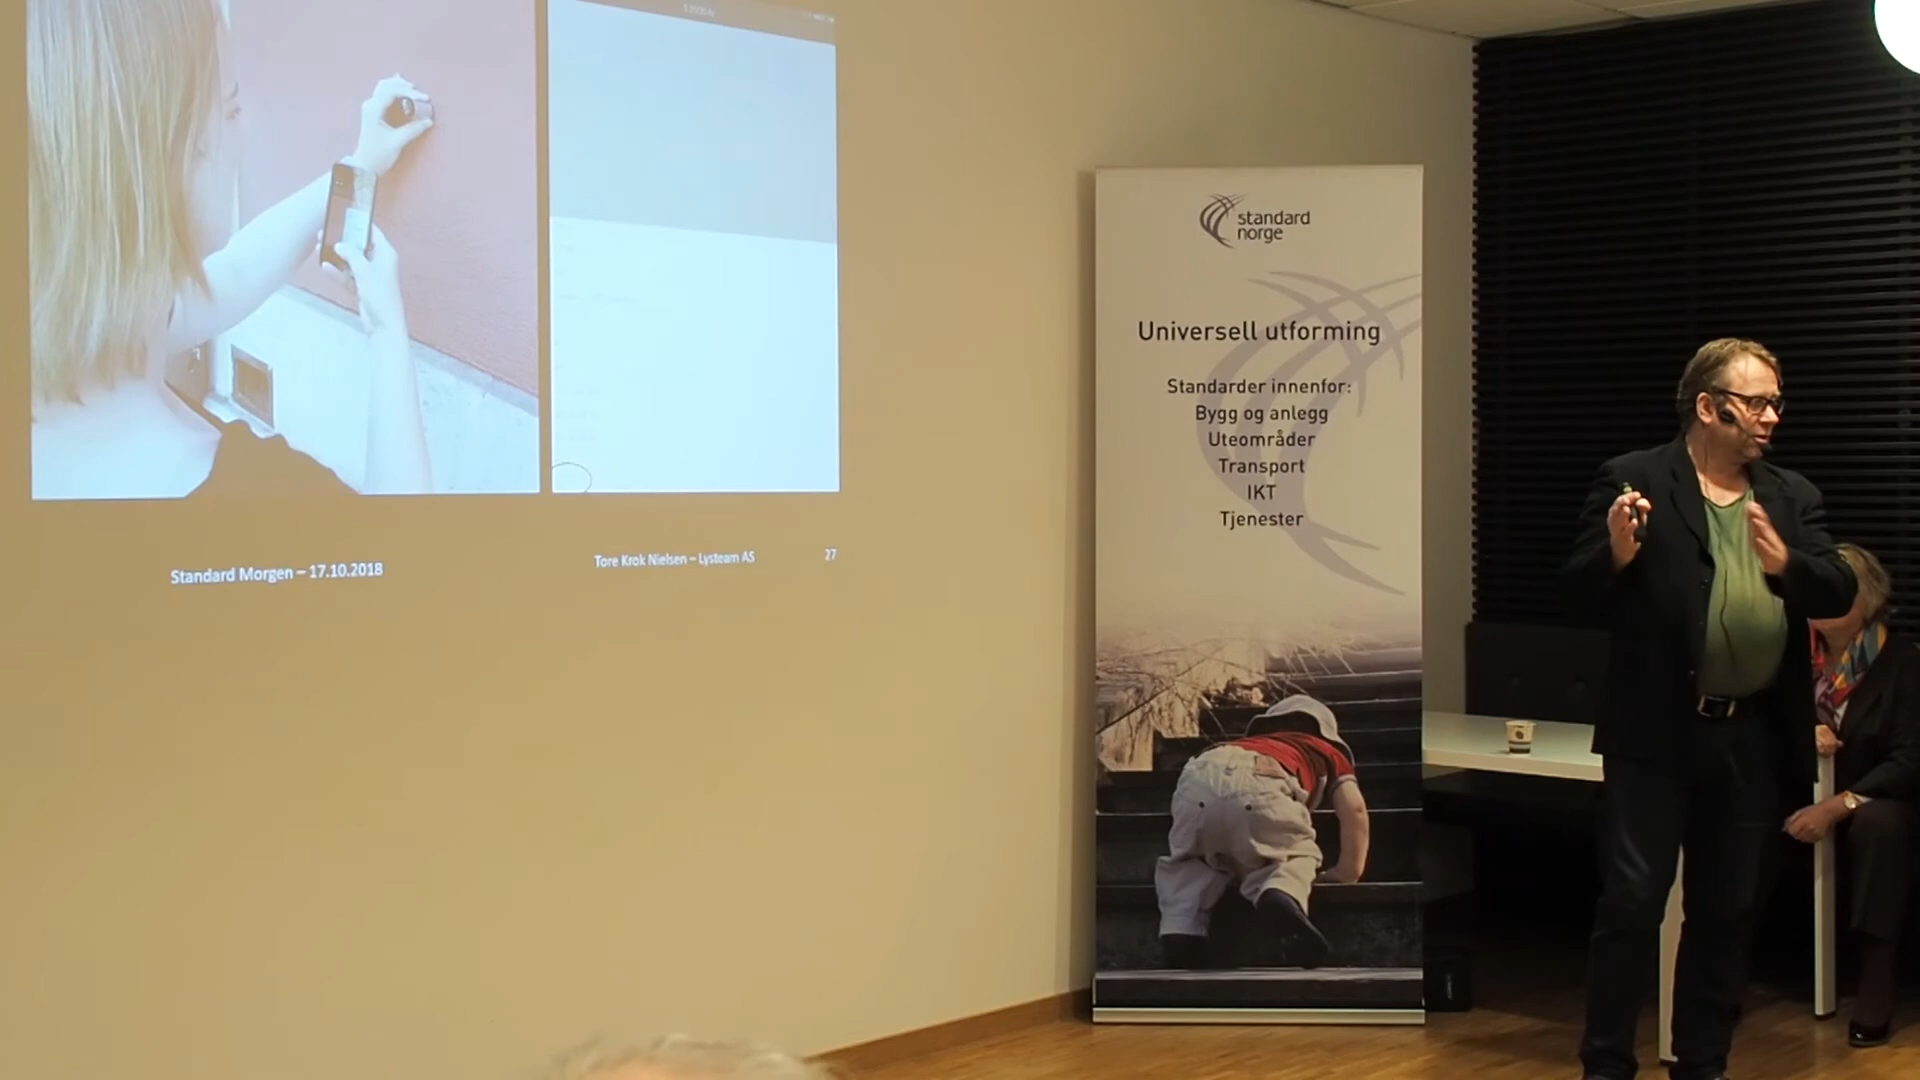 Standard Morgen – 17.10.2018
Tore Krok Nielsen – Lysteam AS
27
standard
norge
Universell utforming
Standarder innenfor:
Bygg og anlegg
Uteområder
Transport
IKT
Tjenester